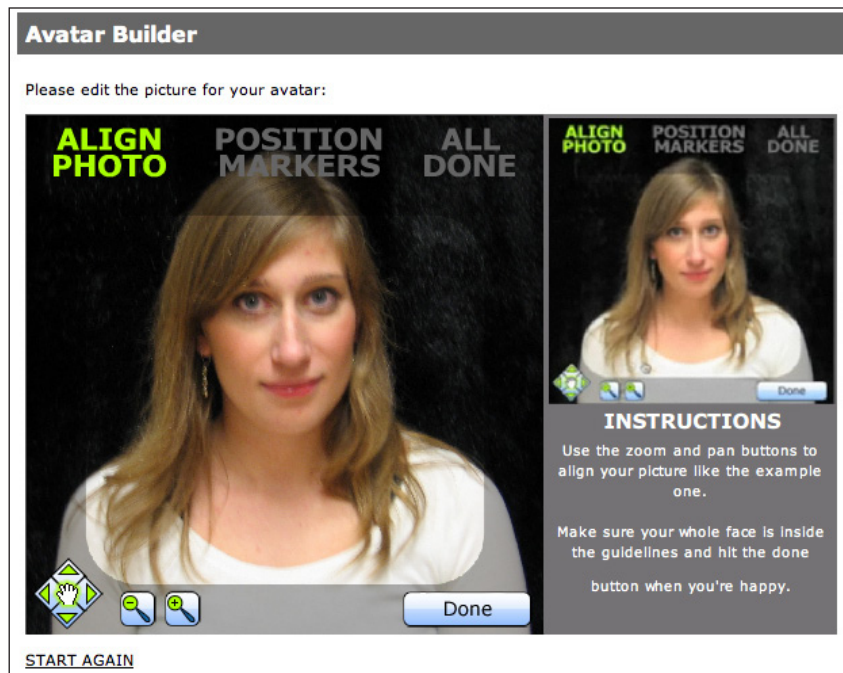 Avatar Builder
Please edit the picture for your avatar:
ALIGN
PHOTO
POSITION
MARKERS
ALL
DONE
Done
ALIGN
PHOTO
POSITION
MARKERS
ALL
DONE
Done
INSTRUCTIONS
Use the zoom and pan buttons to
align your picture like the example
one.
Make sure your whole face is inside
the guidelines and hit the done
button when you're happy.
START AGAIN